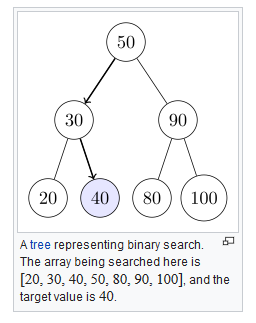 50
30 90
20 40 80 100
A tree representing binary search.
The array being searched here is
[20, 30, 40, 50, 80, 90, 100], and the
target value is 40.